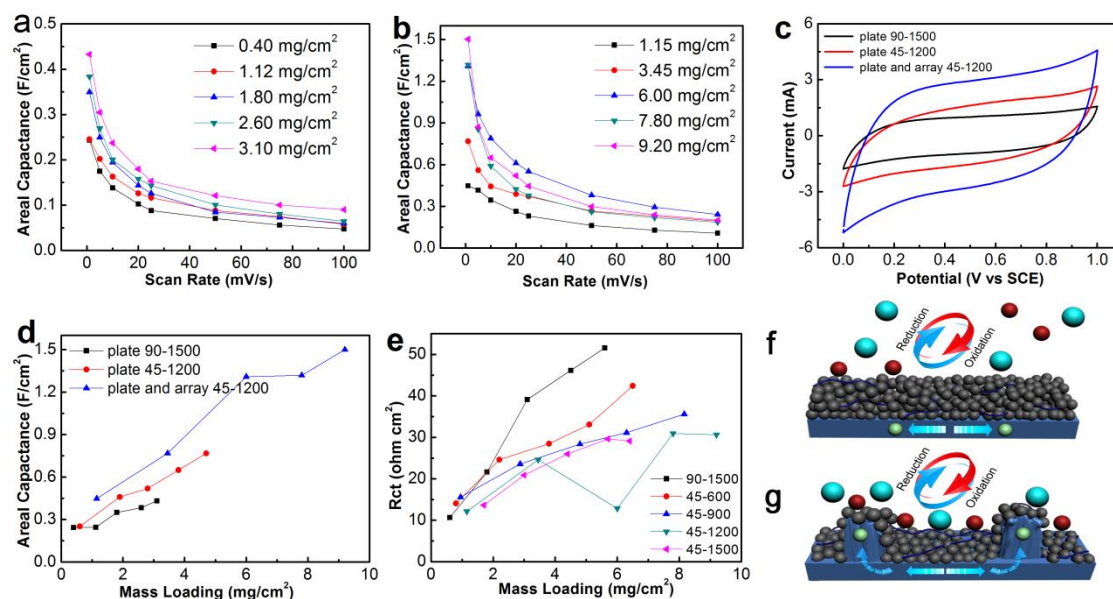 a
Areal Capacitance (F/cm²)
0.5
0.4
0.3
0.2
0.1
0.0
0.40 mg/cm²
1.12 mg/cm²
1.80 mg/cm²
2.60 mg/cm²
3.10 mg/cm²
0 20 40 60 80 100
Scan Rate (mV/s)
b
Areal Capacitance (F/cm²)
1.5
1.2
0.9
0.6
0.3
0.0
1.15 mg/cm²
3.45 mg/cm²
6.00 mg/cm²
7.80 mg/cm²
9.20 mg/cm²
0 20 40 60 80 100
Scan Rate (mV/s)
c
Current (mA)
6
3
0
-3
-6
plate 90-1500
plate 45-1200
plate and array 45-1200
0.0 0.2 0.4 0.6 0.8 1.0
Potential (V vs SCE)
d
Areal Capacitance (F/cm²)
1.5
1.2
0.9
0.6
0.3
0.0
plate 90-1500
plate 45-1200
plate and array 45-1200
0 2 4 6 8 10
Mass Loading (mg/cm²)
e
Rct (ohm cm²)
50
40
30
20
10
0
90-1500
45-600
45-900
45-1200
45-1500
0 2 4 6 8 10
Mass Loading (mg/cm²)
f
Reduction
Oxidation
g
Reduction
Oxidation